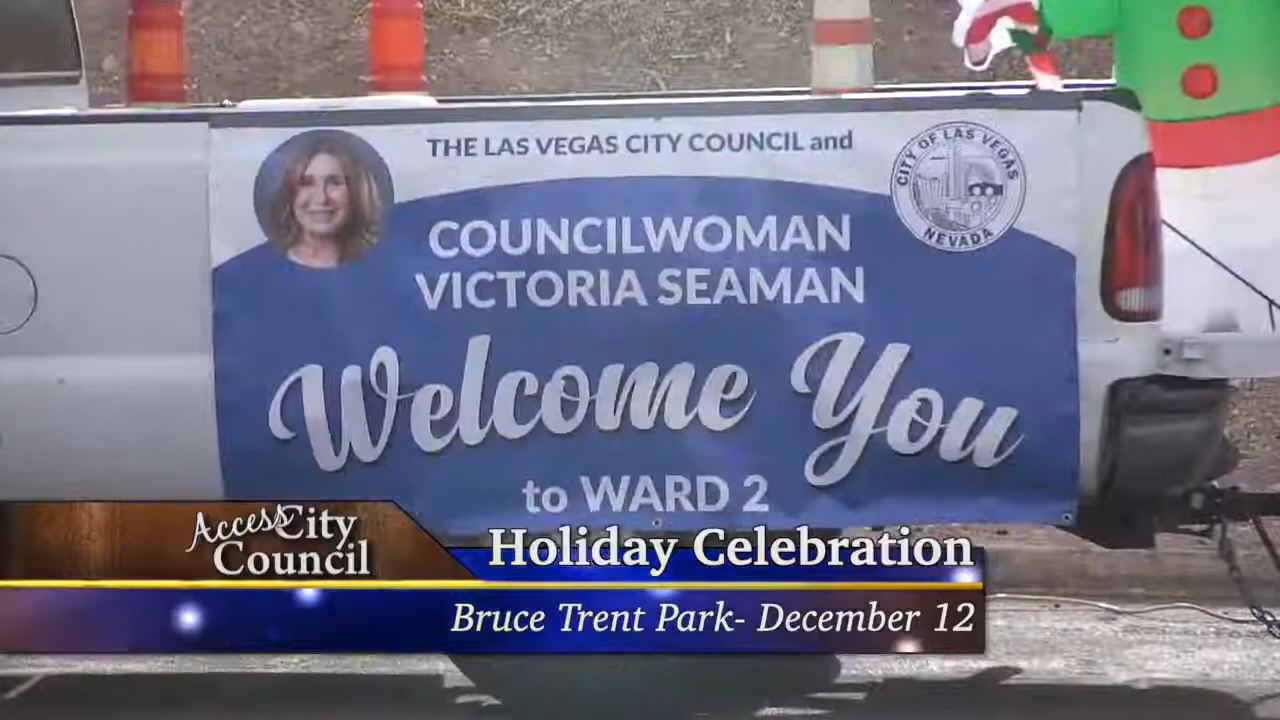 THE LAS VEGAS CITY COUNCIL and
CITY OF LAS VEGAS
NEVADA
COUNCILWOMAN
VICTORIA SEAMAN
Welcome You
to WARD 2
Access City
Council
Holiday Celebration
Bruce Trent Park- December 12